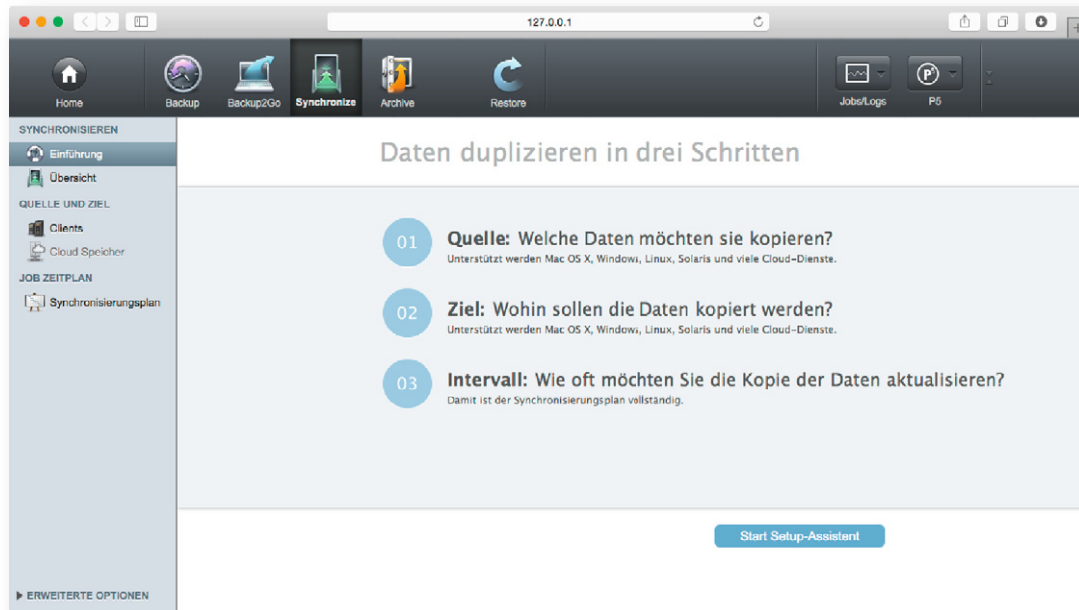 127.0.0.1
Home
Backup
Backup2Go
Synchronize
Archive
Restore
Jobs/Logs
P5
SYNCHRONISIEREN
Einführung
Übersicht
QUELLE UND ZIEL
Clients
Cloud Speicher
JOB ZEITPLAN
Synchronisierungsplan
ERWEITERTE OPTIONEN
Daten duplizieren in drei Schritten
01
Quelle: Welche Daten möchten sie kopieren?
Unterstützt werden Mac OS X, Windows, Linux, Solaris und viele Cloud-Dienste.
02
Ziel: Wohin sollen die Daten kopiert werden?
Unterstützt werden Mac OS X, Windows, Linux, Solaris und viele Cloud-Dienste.
03
Intervall: Wie oft möchten Sie die Kopie der Daten aktualisieren?
Damit ist der Synchronisierungsplan vollständig.
Start Setup-Assistent